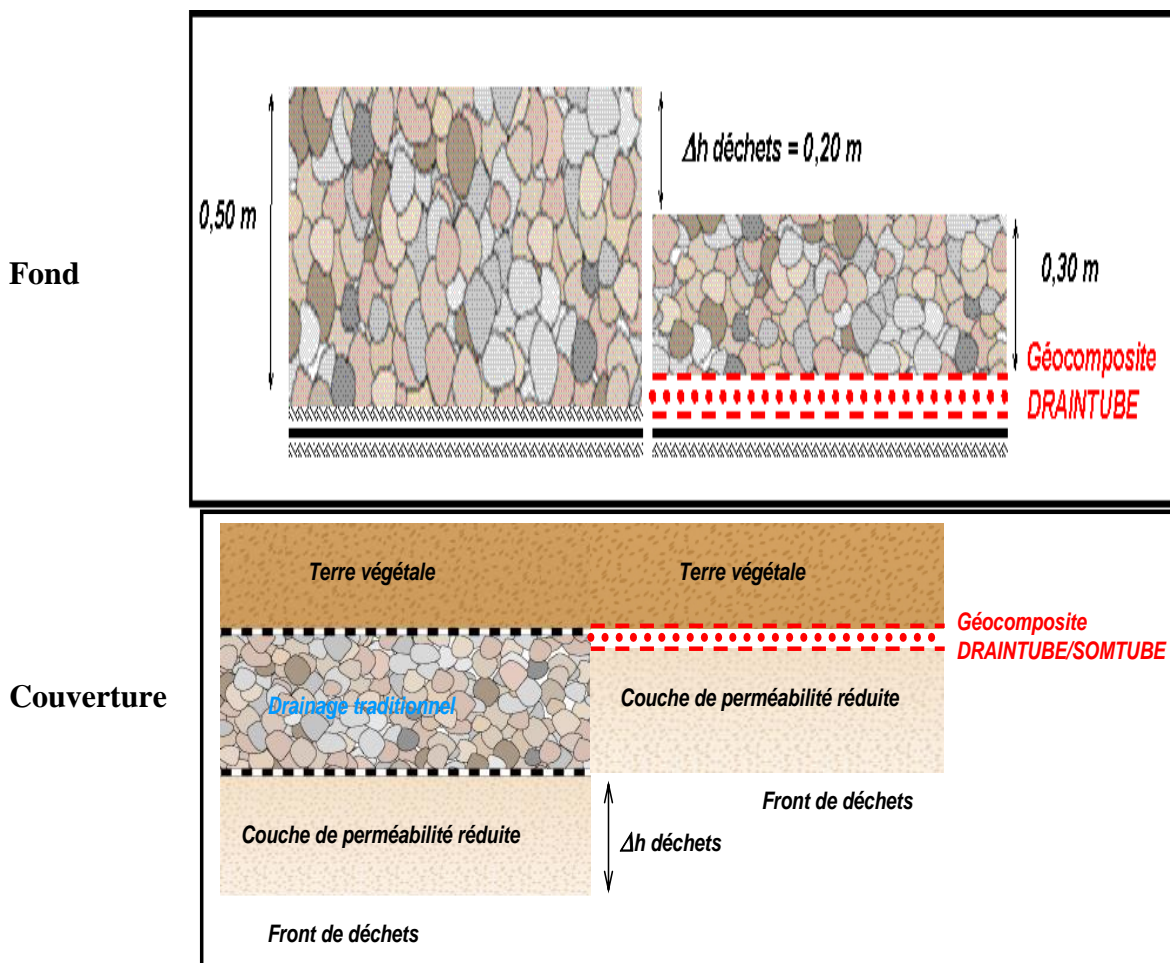 Fond
0,50 m
Δh déchets = 0,20 m
0,30 m
Géocomposite
DRAINTUBE
Couverture
Terre végétale
Terre végétale
Géocomposite
DRAINTUBE/SOMTUBE
Drainage traditionnel
Couche de perméabilité réduite
Front de déchets
Couche de perméabilité réduite
Δh déchets
Front de déchets